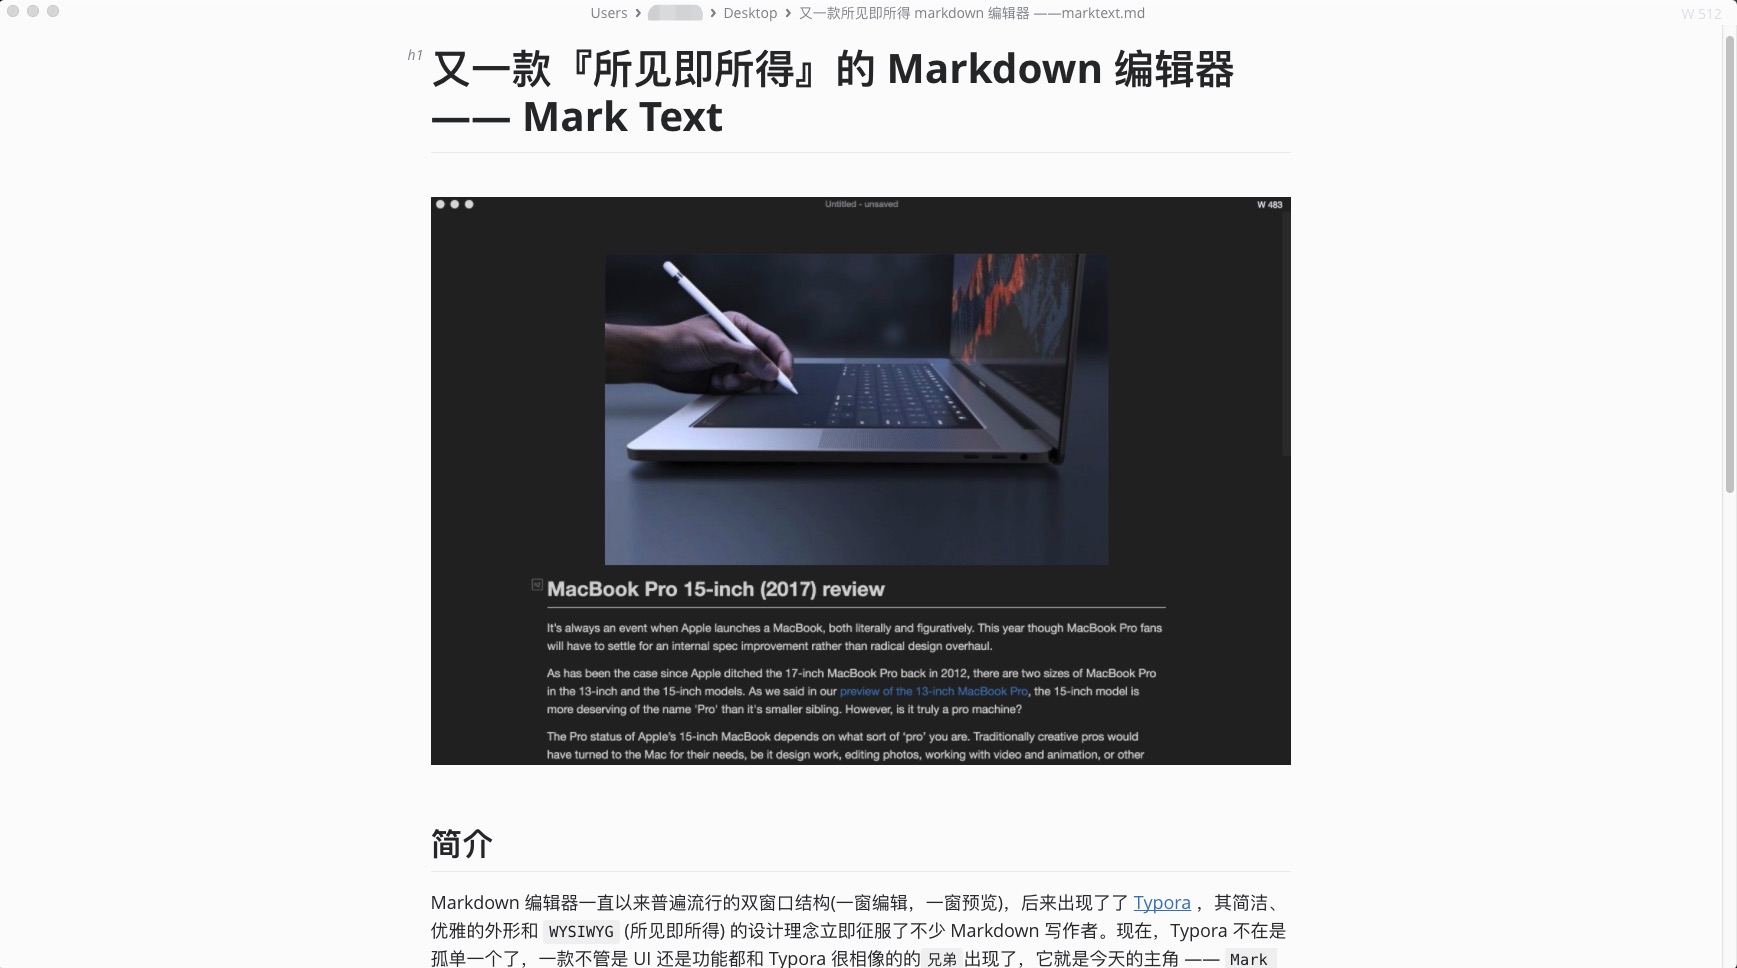 Users › › Desktop › 又一款所见即所得 markdown 编辑器 ——marktext.md
W 512
h1
又一款『所见即所得』的 Markdown 编辑器
—— Mark Text
Untitled - unsaved
W 483
MacBook Pro 15-inch (2017) review
It's always an event when Apple launches a MacBook, both literally and figuratively. This year though MacBook Pro fans
will have to settle for an internal spec improvement rather than radical design overhaul.
As has been the case since Apple ditched the 17-inch MacBook Pro back in 2012, there are two sizes of MacBook Pro
in the 13-inch and the 15-inch models. As we said in our preview of the 13-inch MacBook Pro, the 15-inch model is
more deserving of the name 'Pro' than it's smaller sibling. However, is it truly a pro machine?
The Pro status of Apple's 15-inch MacBook depends on what sort of 'pro' you are. Traditionally creative pros would
have turned to the Mac for their needs, be it design work, editing photos, working with video and animation, or other
简介
Markdown 编辑器一直以来普遍流行的双窗口结构(一窗编辑，一窗预览)，后来出现了了 Typora ，其简洁、
优雅的外形和 WYSIWYG (所见即所得) 的设计理念立即征服了不少 Markdown 写作者。现在，Typora 不在是
孤单一个了，一款不管是 UI 还是功能都和 Typora 很相像的的 兄弟 出现了，它就是今天的主角 —— Mark